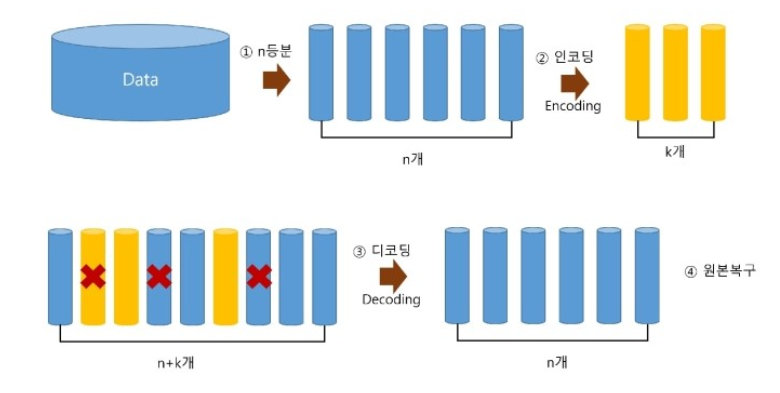 Data
① n등분
n개
② 인코딩
Encoding
k개
n+k개
③ 디코딩
Decoding
n개
④ 원본복구